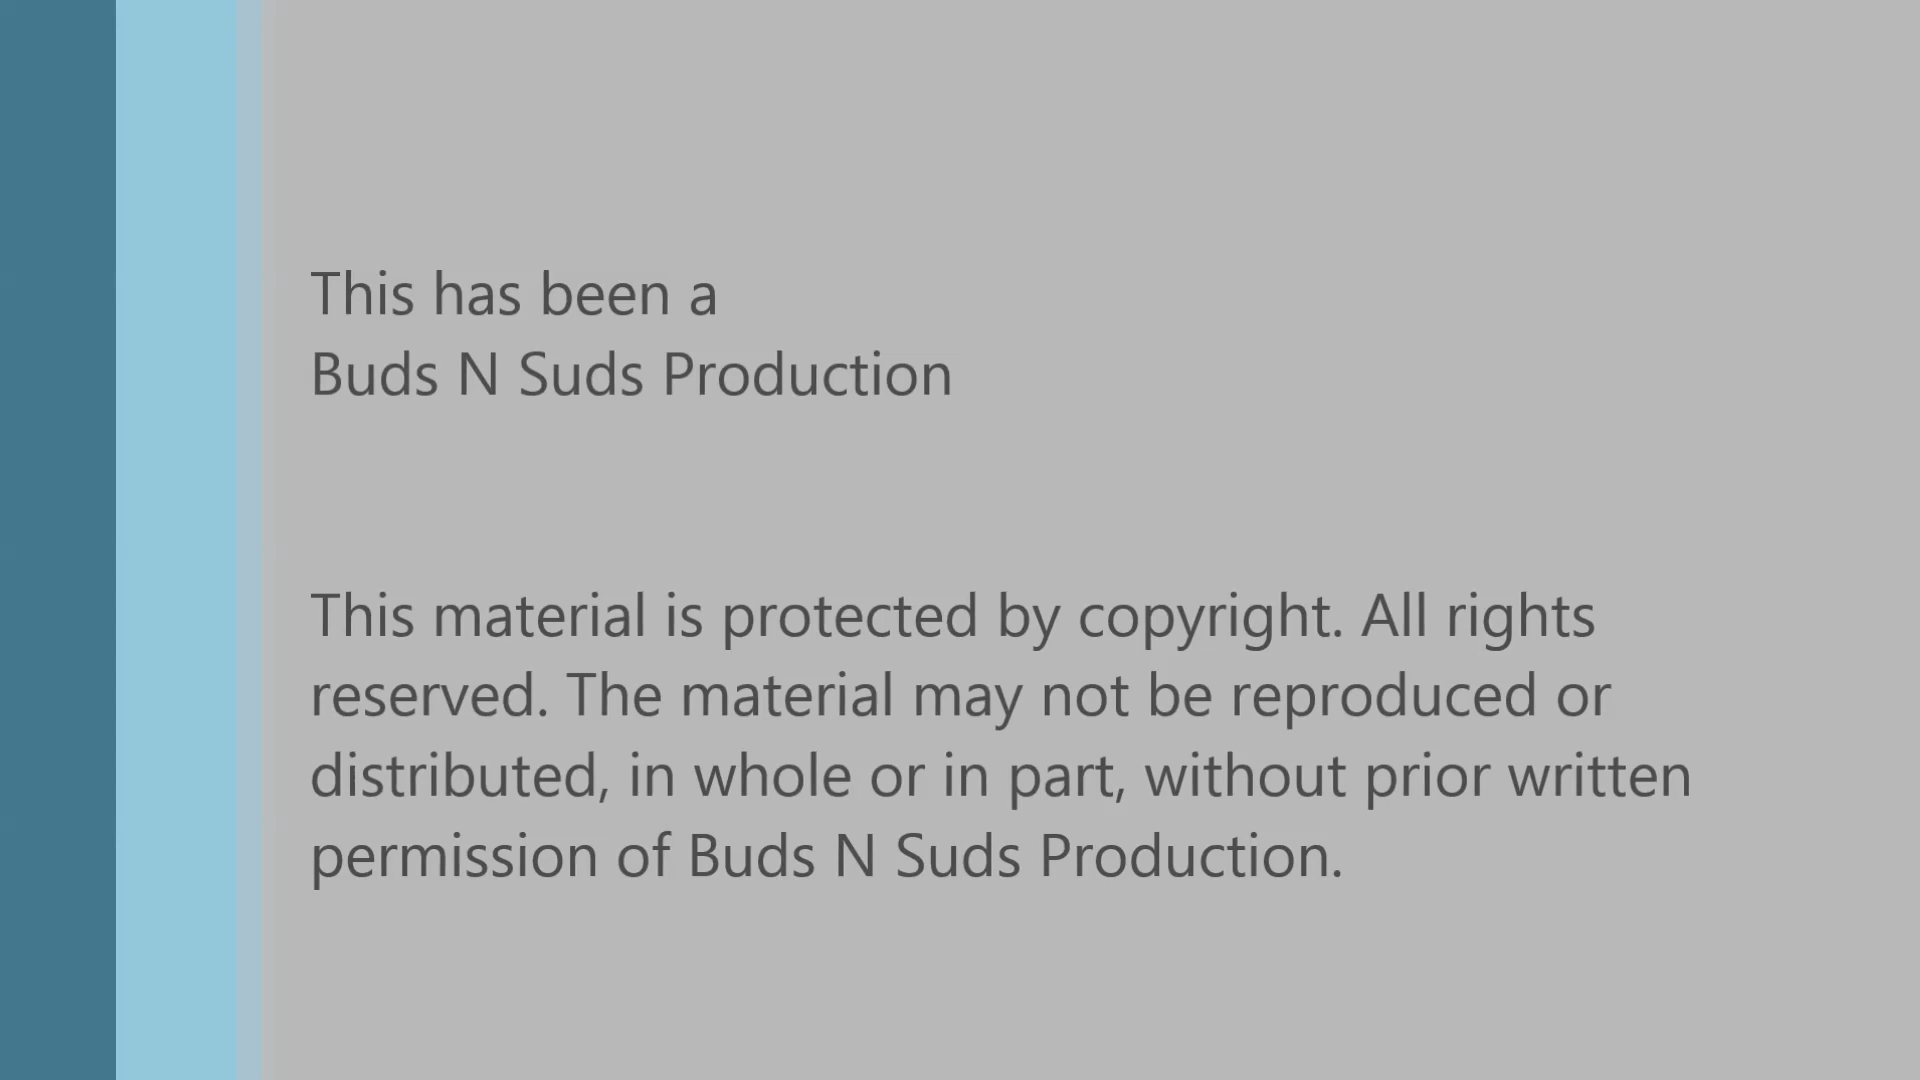 This has been a
Buds N Suds Production
This material is protected by copyright. All rights
reserved. The material may not be reproduced or
distributed, in whole or in part, without prior written
permission of Buds N Suds Production.